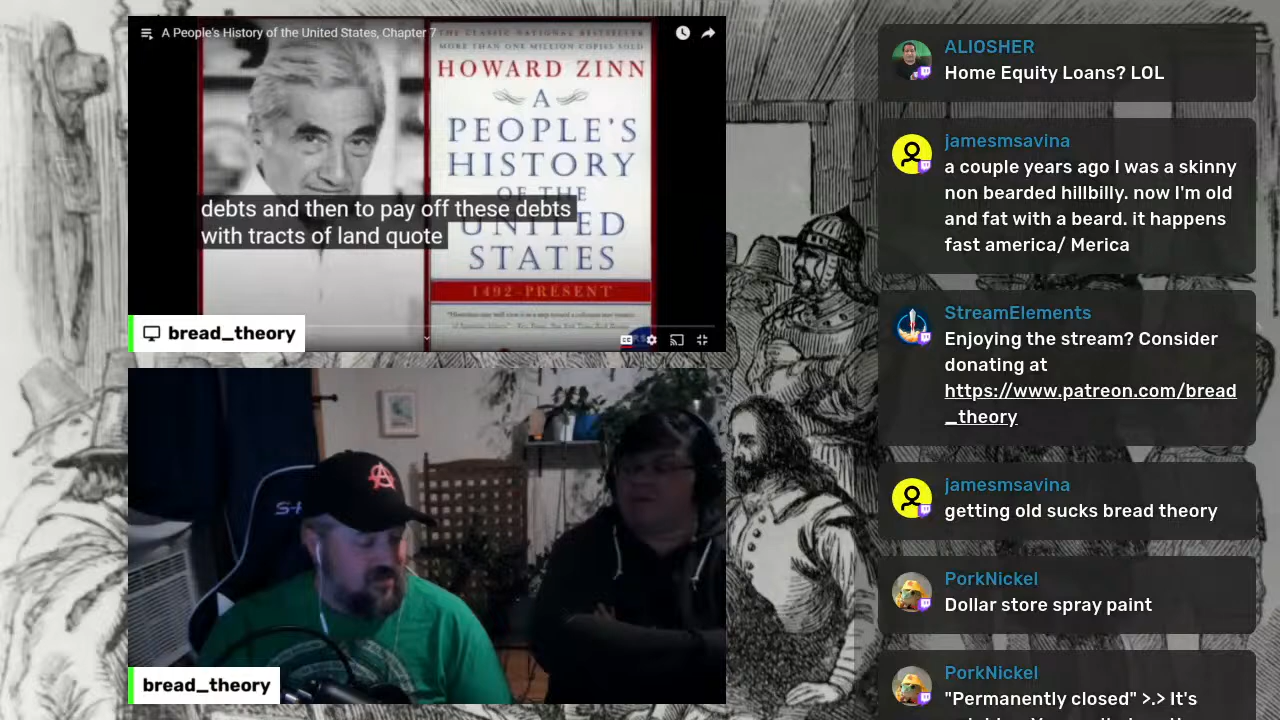 A People's History of the United States, Chapter 7
THE CLASSIC NATIONAL BESTSELLER
MORE THAN ONE MILLION COPIES SOLD
HOWARD ZINN
A
PEOPLE'S
HISTORY
OF THE
UNITED
STATES
1492–PRESENT
debts and then to pay off these debts
with tracts of land quote
CC
bread_theory
S-R
bread_theory
ALIOSHER
Home Equity Loans? LOL
jamesmsavina
a couple years ago I was a skinny
non bearded hillbilly. now I'm old
and fat with a beard. it happens
fast america/ Merica
StreamElements
Enjoying the stream? Consider
donating at
https://www.patreon.com/bread
_theory
jamesmsavina
getting old sucks bread theory
PorkNickel
Dollar store spray paint
PorkNickel
"Permanently closed" >.> It's